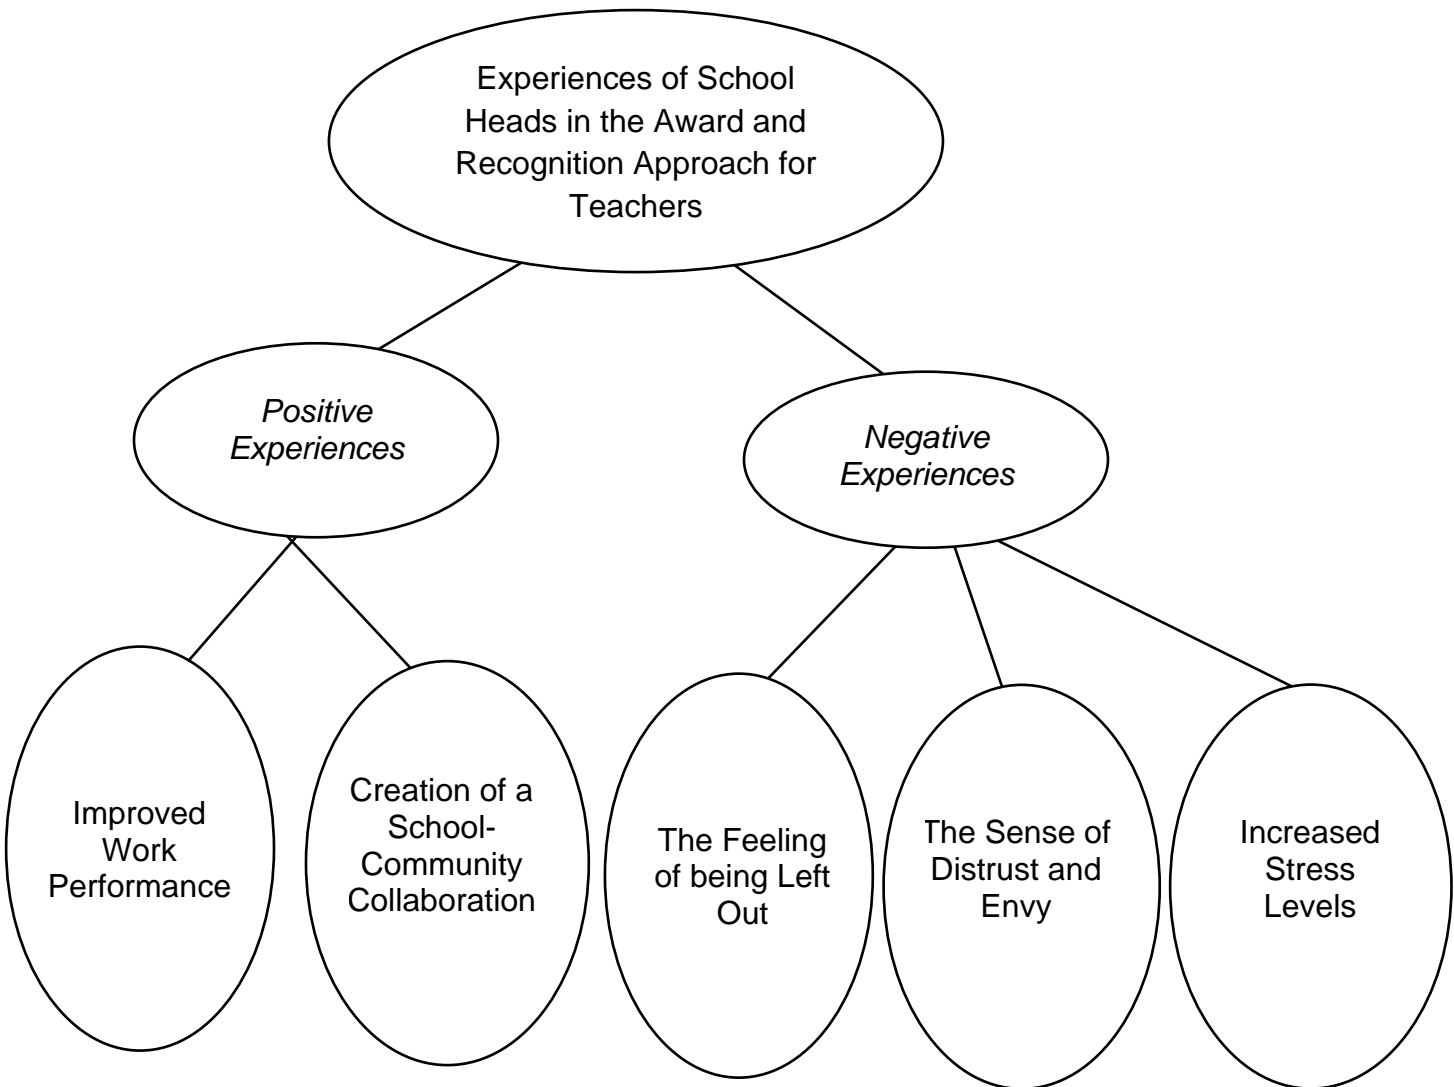 Experiences of School
Heads in the Award and
Recognition Approach for
Teachers
Positive
Experiences
Negative
Experiences
Improved
Work
Performance
Creation of a
School-
Community
Collaboration
The Feeling
of being Left
Out
The Sense of
Distrust and
Envy
Increased
Stress
Levels